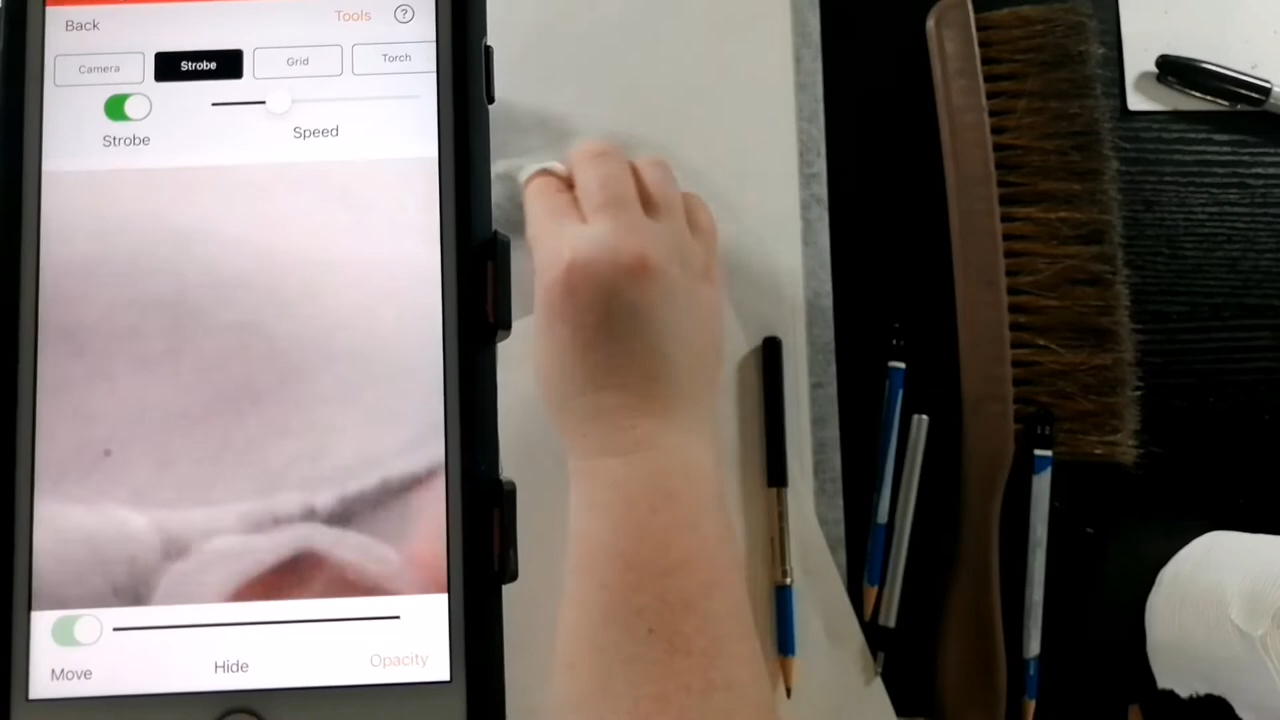 Back
Tools ?
Camera
Strobe
Grid
Torch
Strobe
Speed
Move
Hide
Opacity